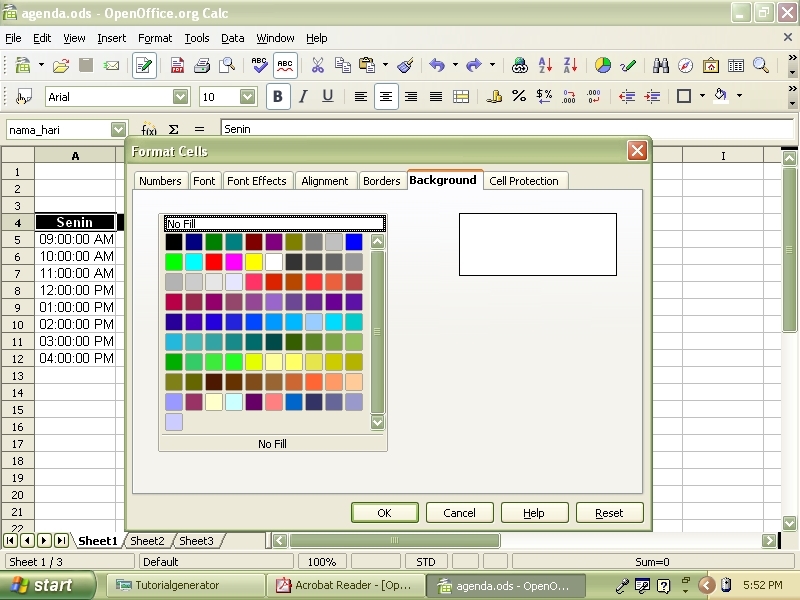 agenda.ods - OpenOffice.org Calc
File Edit View Insert Format Tools Data Window Help
Arial 10 B I U
nama_hari f(x) Σ = Senin
Format Cells
A I
Numbers Font Font Effects Alignment Borders Background Cell Protection
1
2
3
4 Senin
5 09:00:00 AM
6 10:00:00 AM
7 11:00:00 AM
8 12:00:00 PM
9 01:00:00 PM
10 02:00:00 PM
11 03:00:00 PM
12 04:00:00 PM
13
14
15
16
17
18
19
20
21
22
No Fill
No Fill
OK Cancel Help Reset
Sheet1 Sheet2 Sheet3
Sheet 1 / 3 Default 100% STD Sum=0
start Tutorialgenerator Acrobat Reader - [Op... agenda.ods - OpenO... 5:52 PM